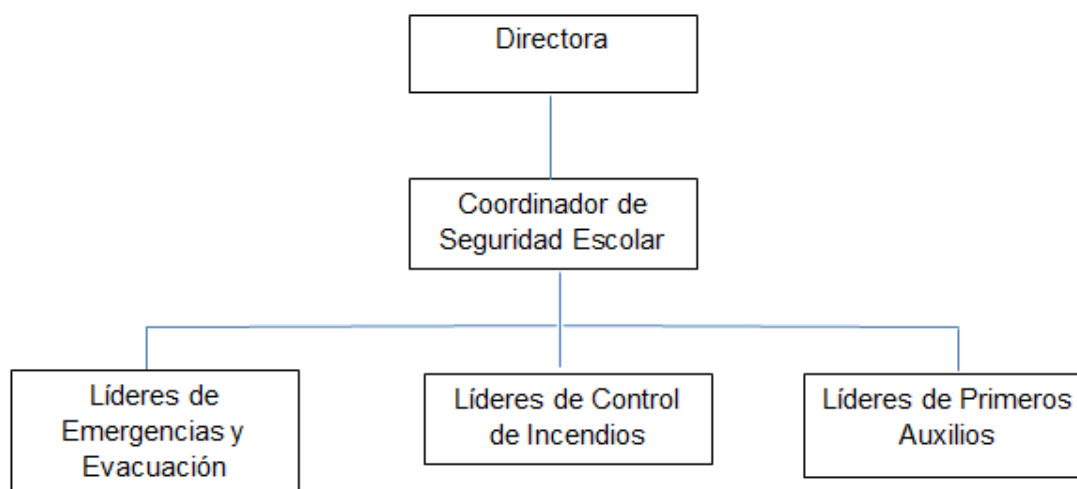 Directora
Coordinador de
Seguridad Escolar
Líderes de
Emergencias y
Evacuación
Líderes de Control
de Incendios
Líderes de Primeros
Auxilios